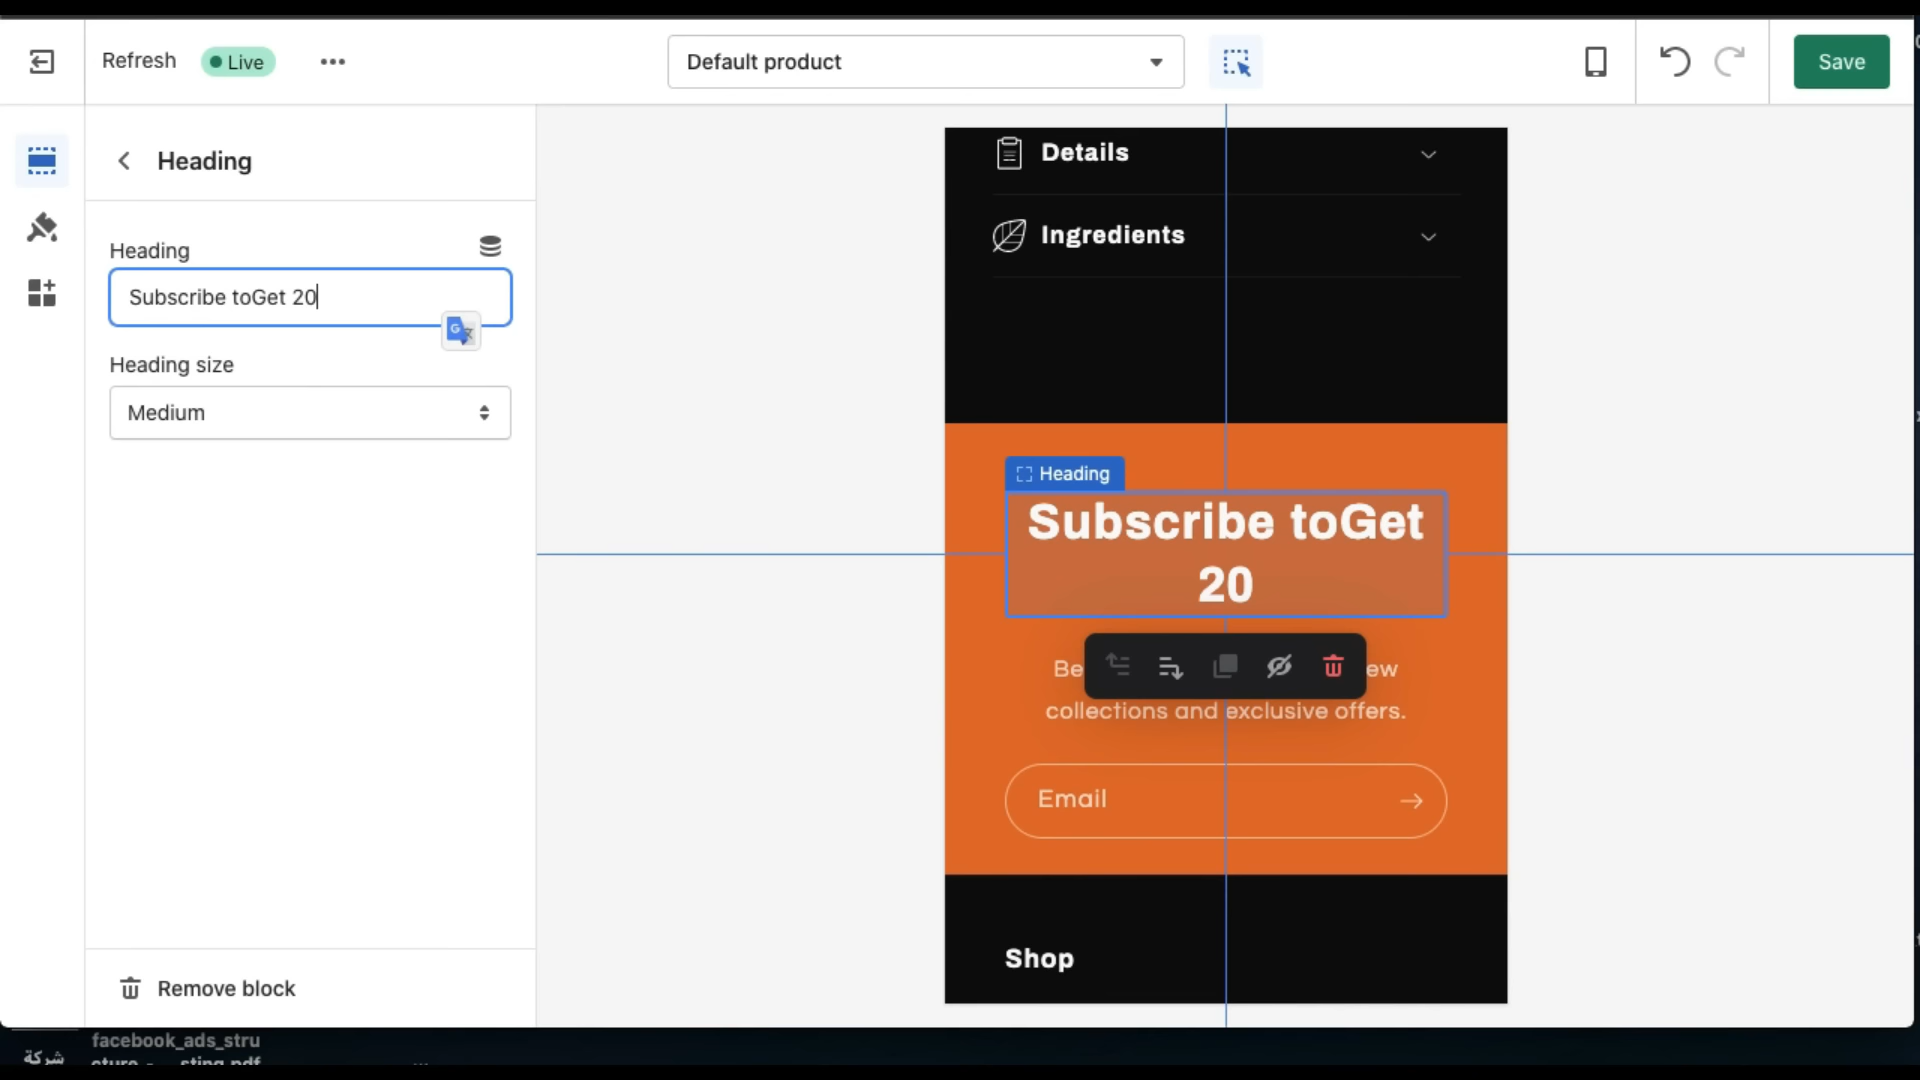 Refresh
Live
Default product
Save
Heading
Heading
Subscribe toGet 20
Heading size
Medium
Remove block
Details
Ingredients
Heading
Subscribe toGet
20
Be
ew
collections and exclusive offers.
Email
Shop
facebook_ads_stru
شركة